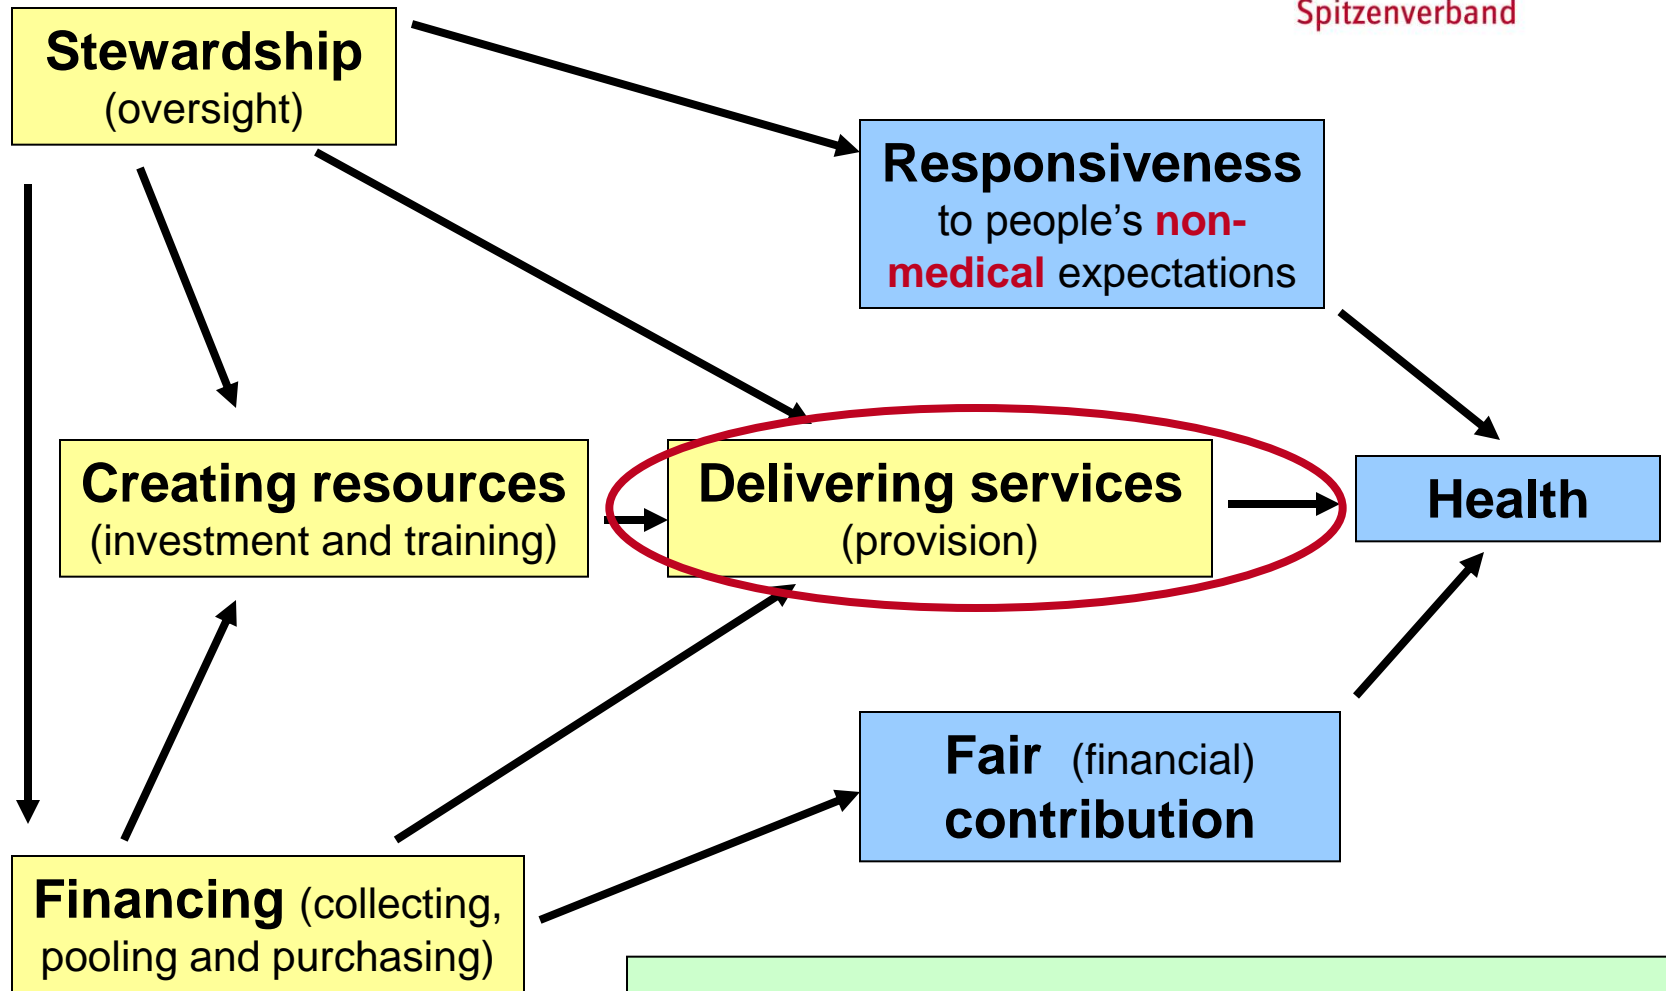 Spitzenverband
Stewardship
(oversight)
Responsiveness
to people’s non-
medical expectations
Creating resources
(investment and training)
Delivering services
(provision)
Health
Fair (financial)
contribution
Financing (collecting,
pooling and purchasing)